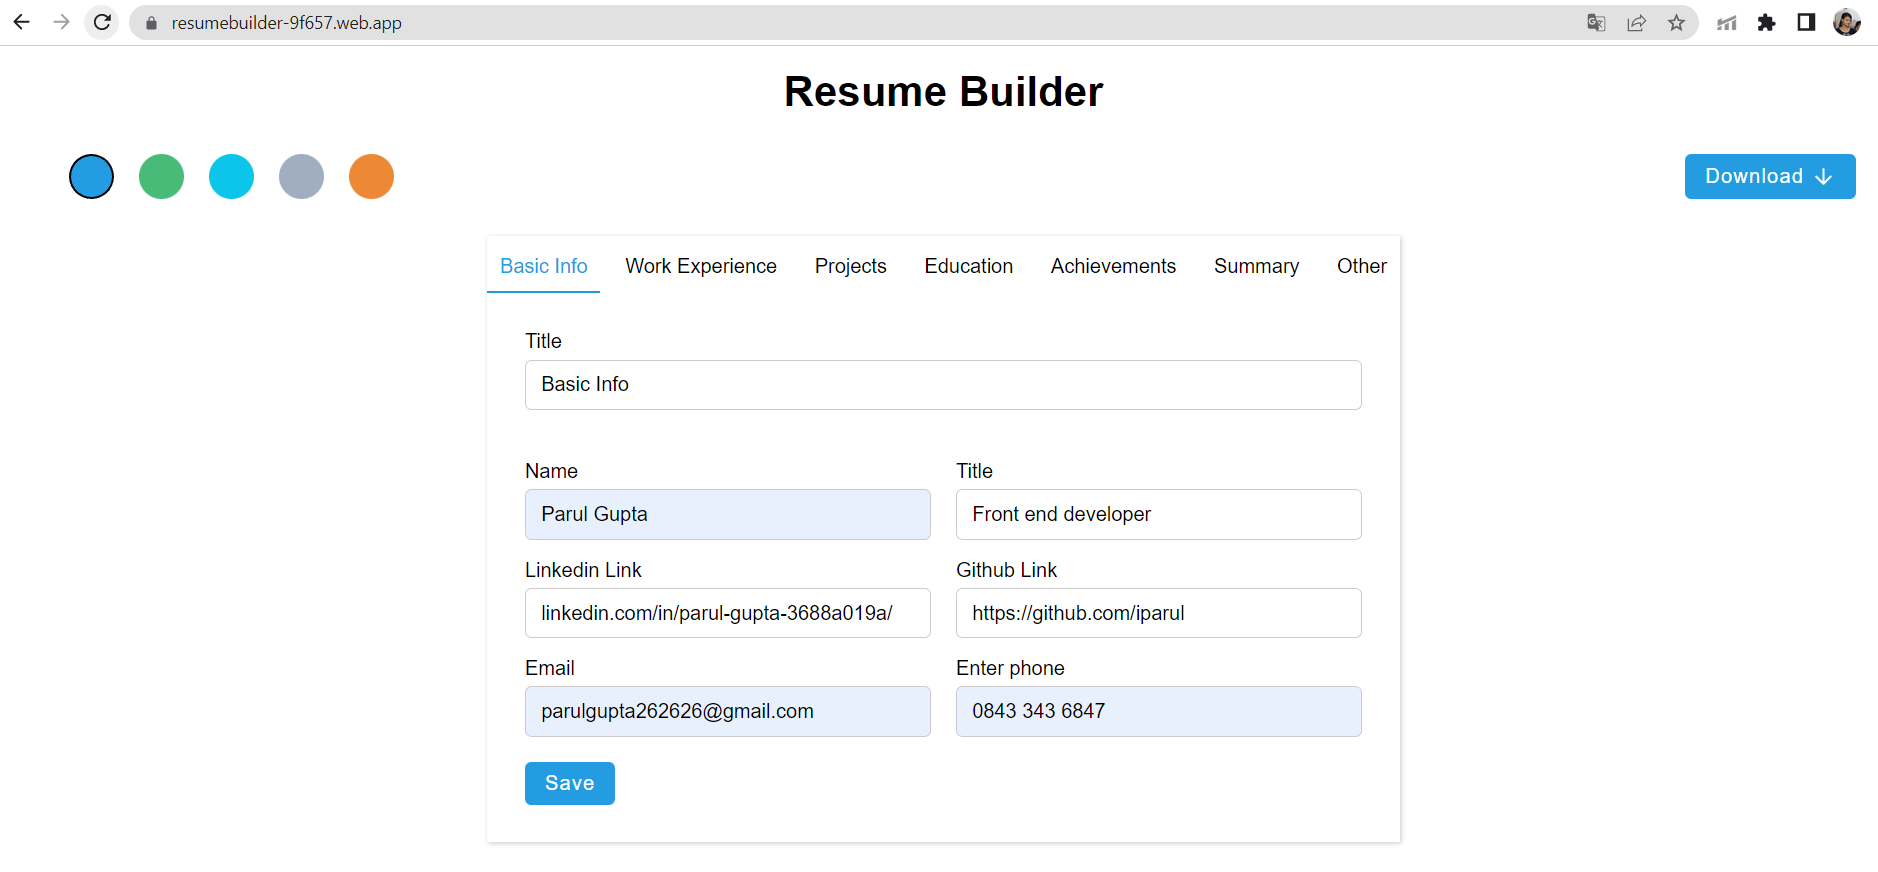 resumebuilder-9f657.web.app
Resume Builder
Download
Basic Info Work Experience Projects Education Achievements Summary Other
Title
Basic Info
Name Title
Parul Gupta Front end developer
Linkedin Link Github Link
linkedin.com/in/parul-gupta-3688a019a/ https://github.com/iparul
Email Enter phone
parulgupta262626@gmail.com 0843 343 6847
Save